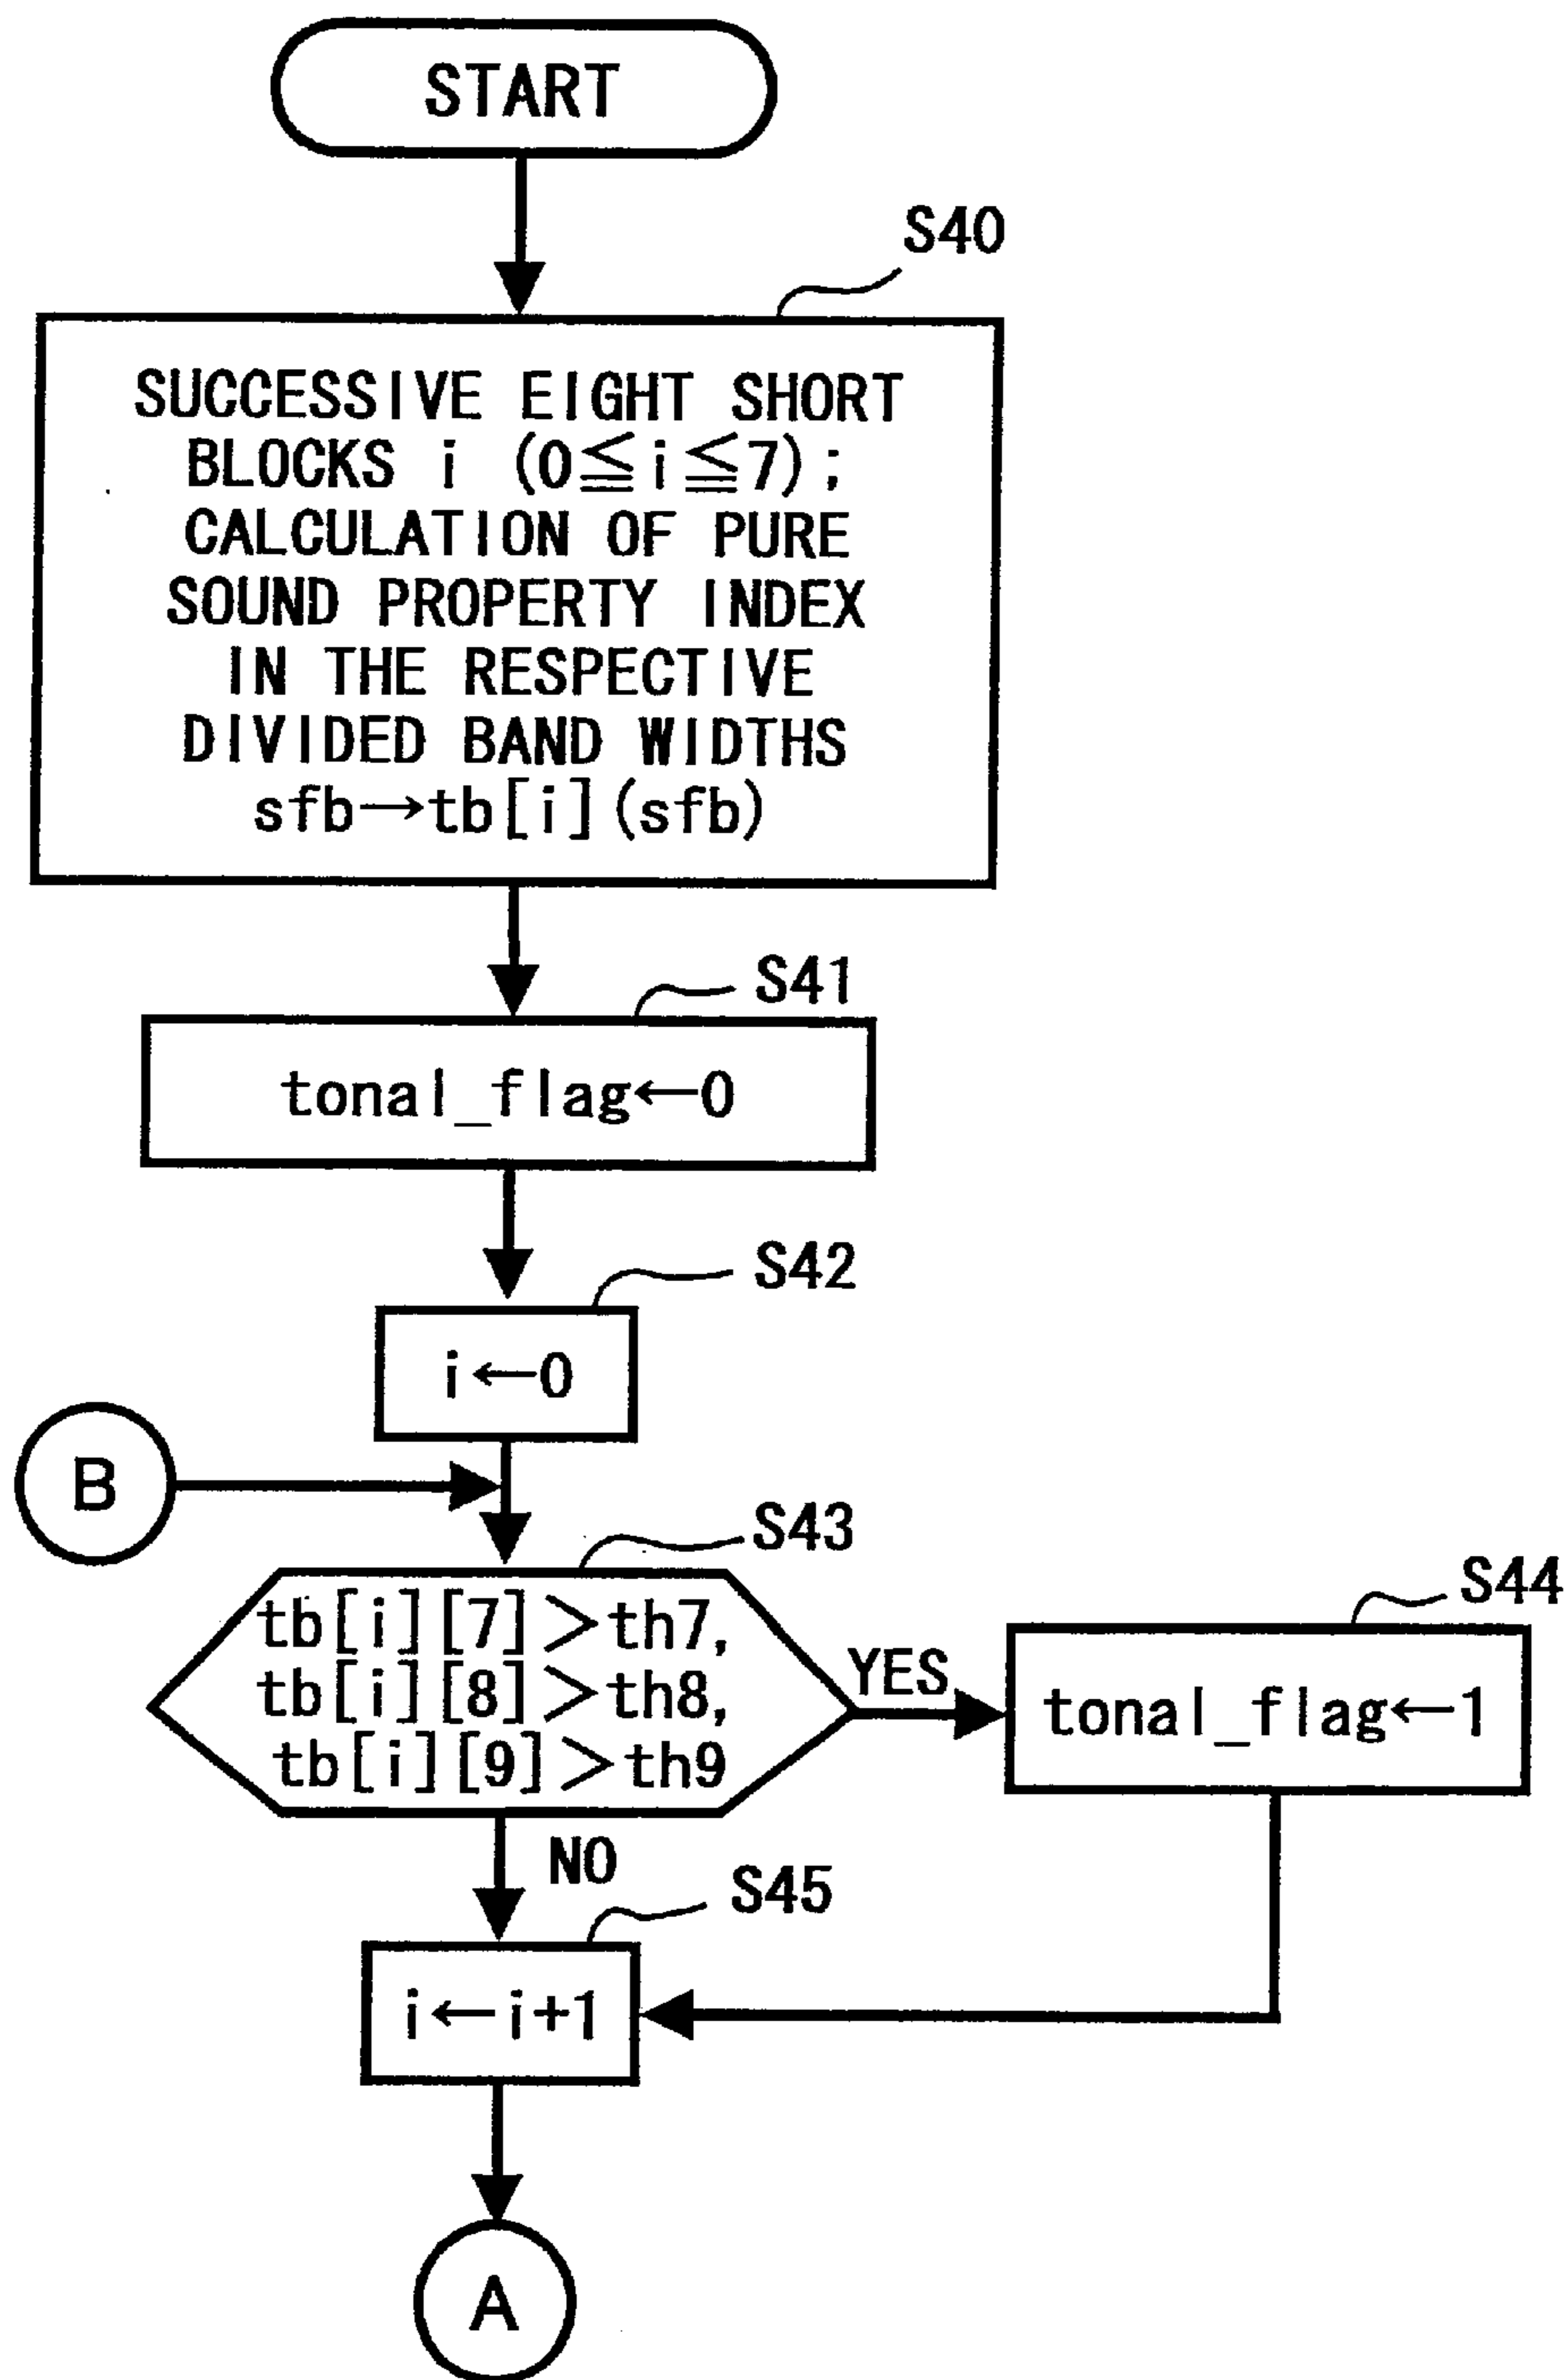 START
S40
SUCCESSIVE EIGHT SHORT
BLOCKS i (0≦i≦7);
CALCULATION OF PURE
SOUND PROPERTY INDEX
IN THE RESPECTIVE
DIVIDED BAND WIDTHS
sfb→tb[i](sfb)
S41
tonal_flag←0
S42
i←0
B
S43
tb[i][7]>th7,
tb[i][8]>th8,
tb[i][9]>th9
YES
S44
tonal_flag←1
NO
S45
i←i+1
A